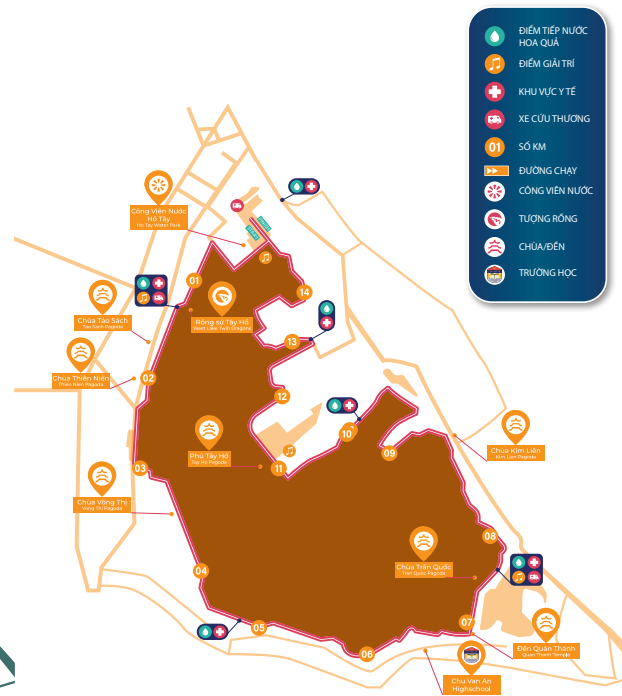 ĐIỂM TIẾP NƯỚC
HOA QUẢ
ĐIỂM GIẢI TRÍ
KHU VỰC Y TẾ
XE CỨU THƯƠNG
01
SỐ KM
ĐƯỜNG CHẠY
CÔNG VIÊN NƯỚC
TƯỢNG RỒNG
CHÙA/ĐỀN
TRƯỜNG HỌC
Công Viên Nước
Hồ Tây
Ho Tay Water Park
01
14
Rồng sứ Tây Hồ
West Lake Twin Dragons
Chùa Tảo Sách
Tao Sach Pagoda
13
Chùa Thiên Niên
Thien Nien Pagoda
02
12
Phủ Tây Hồ
Tay Ho Pagoda
10
Chùa Kim Liên
Kim Lien Pagoda
09
03
11
Chùa Võng Thị
Vong Thi Pagoda
08
Chùa Trấn Quốc
Tran Quoc Pagoda
04
05
07
06
Đền Quán Thánh
Quan Thanh Temple
Chu Van An
Highschool